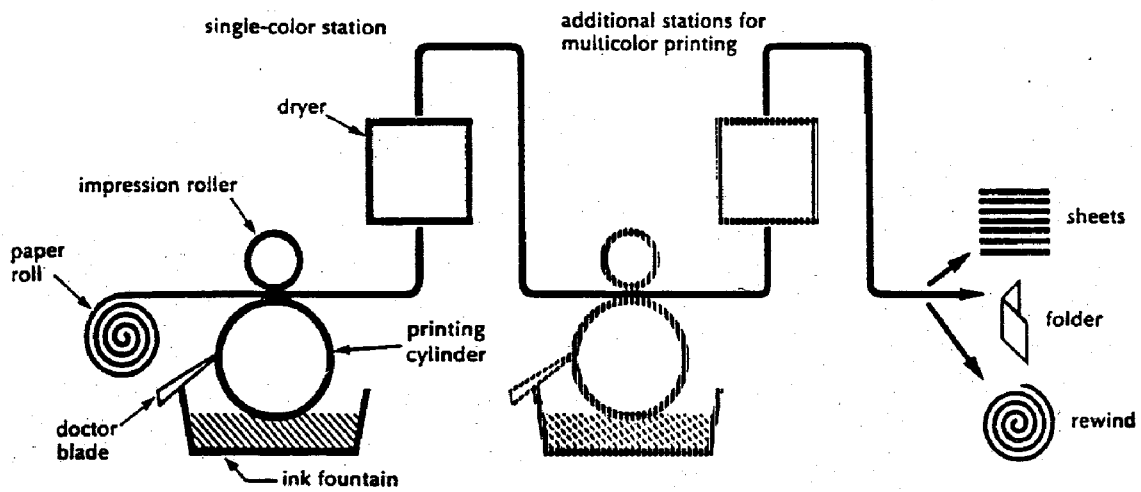 single-color station
additional stations for
multicolor printing
dryer
impression roller
paper
roll
printing
cylinder
doctor
blade
ink fountain
sheets
folder
rewind